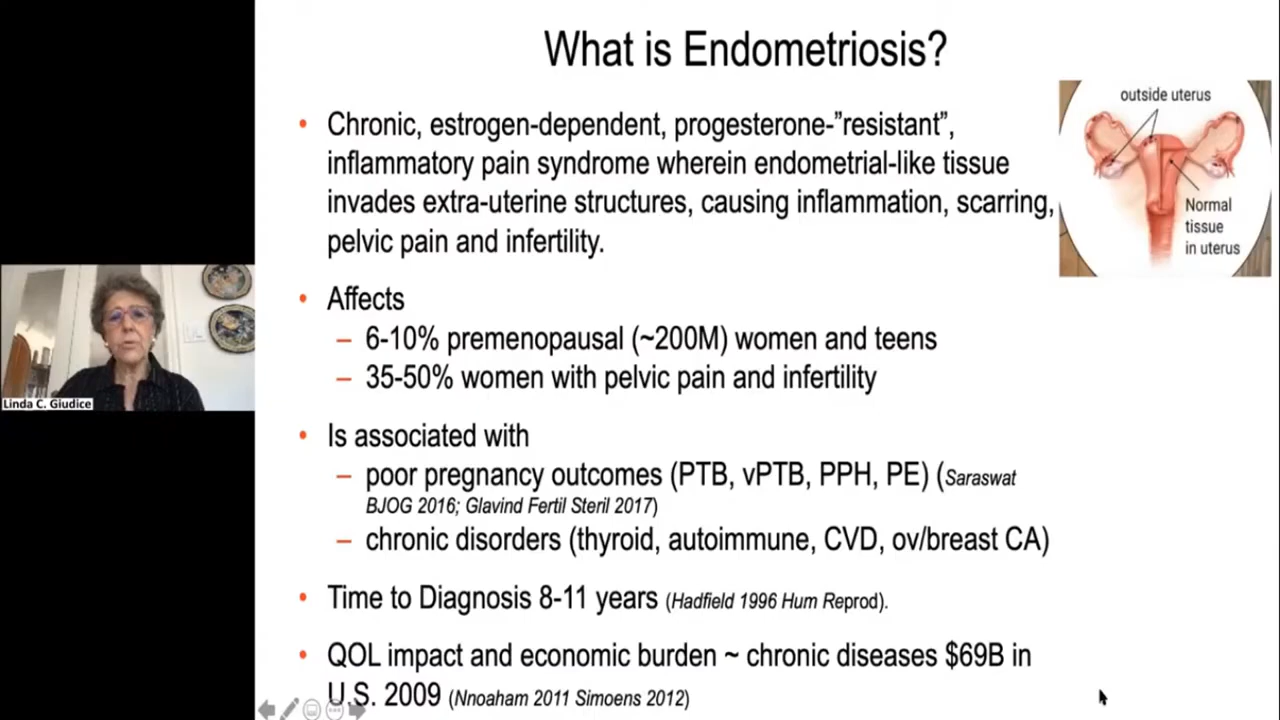 What is Endometriosis?
• Chronic, estrogen-dependent, progesterone-”resistant”,
inflammatory pain syndrome wherein endometrial-like tissue
invades extra-uterine structures, causing inflammation, scarring,
pelvic pain and infertility.
outside uterus
Normal
tissue
in uterus
• Affects
– 6-10% premenopausal (~200M) women and teens
– 35-50% women with pelvic pain and infertility
Linda C. Giudice
• Is associated with
– poor pregnancy outcomes (PTB, vPTB, PPH, PE) (Saraswat
BJOG 2016; Glavind Fertil Steril 2017)
– chronic disorders (thyroid, autoimmune, CVD, ov/breast CA)
• Time to Diagnosis 8-11 years (Hadfield 1996 Hum Reprod).
• QOL impact and economic burden ~ chronic diseases $69B in
U.S. 2009 (Nnoaham 2011 Simoens 2012)